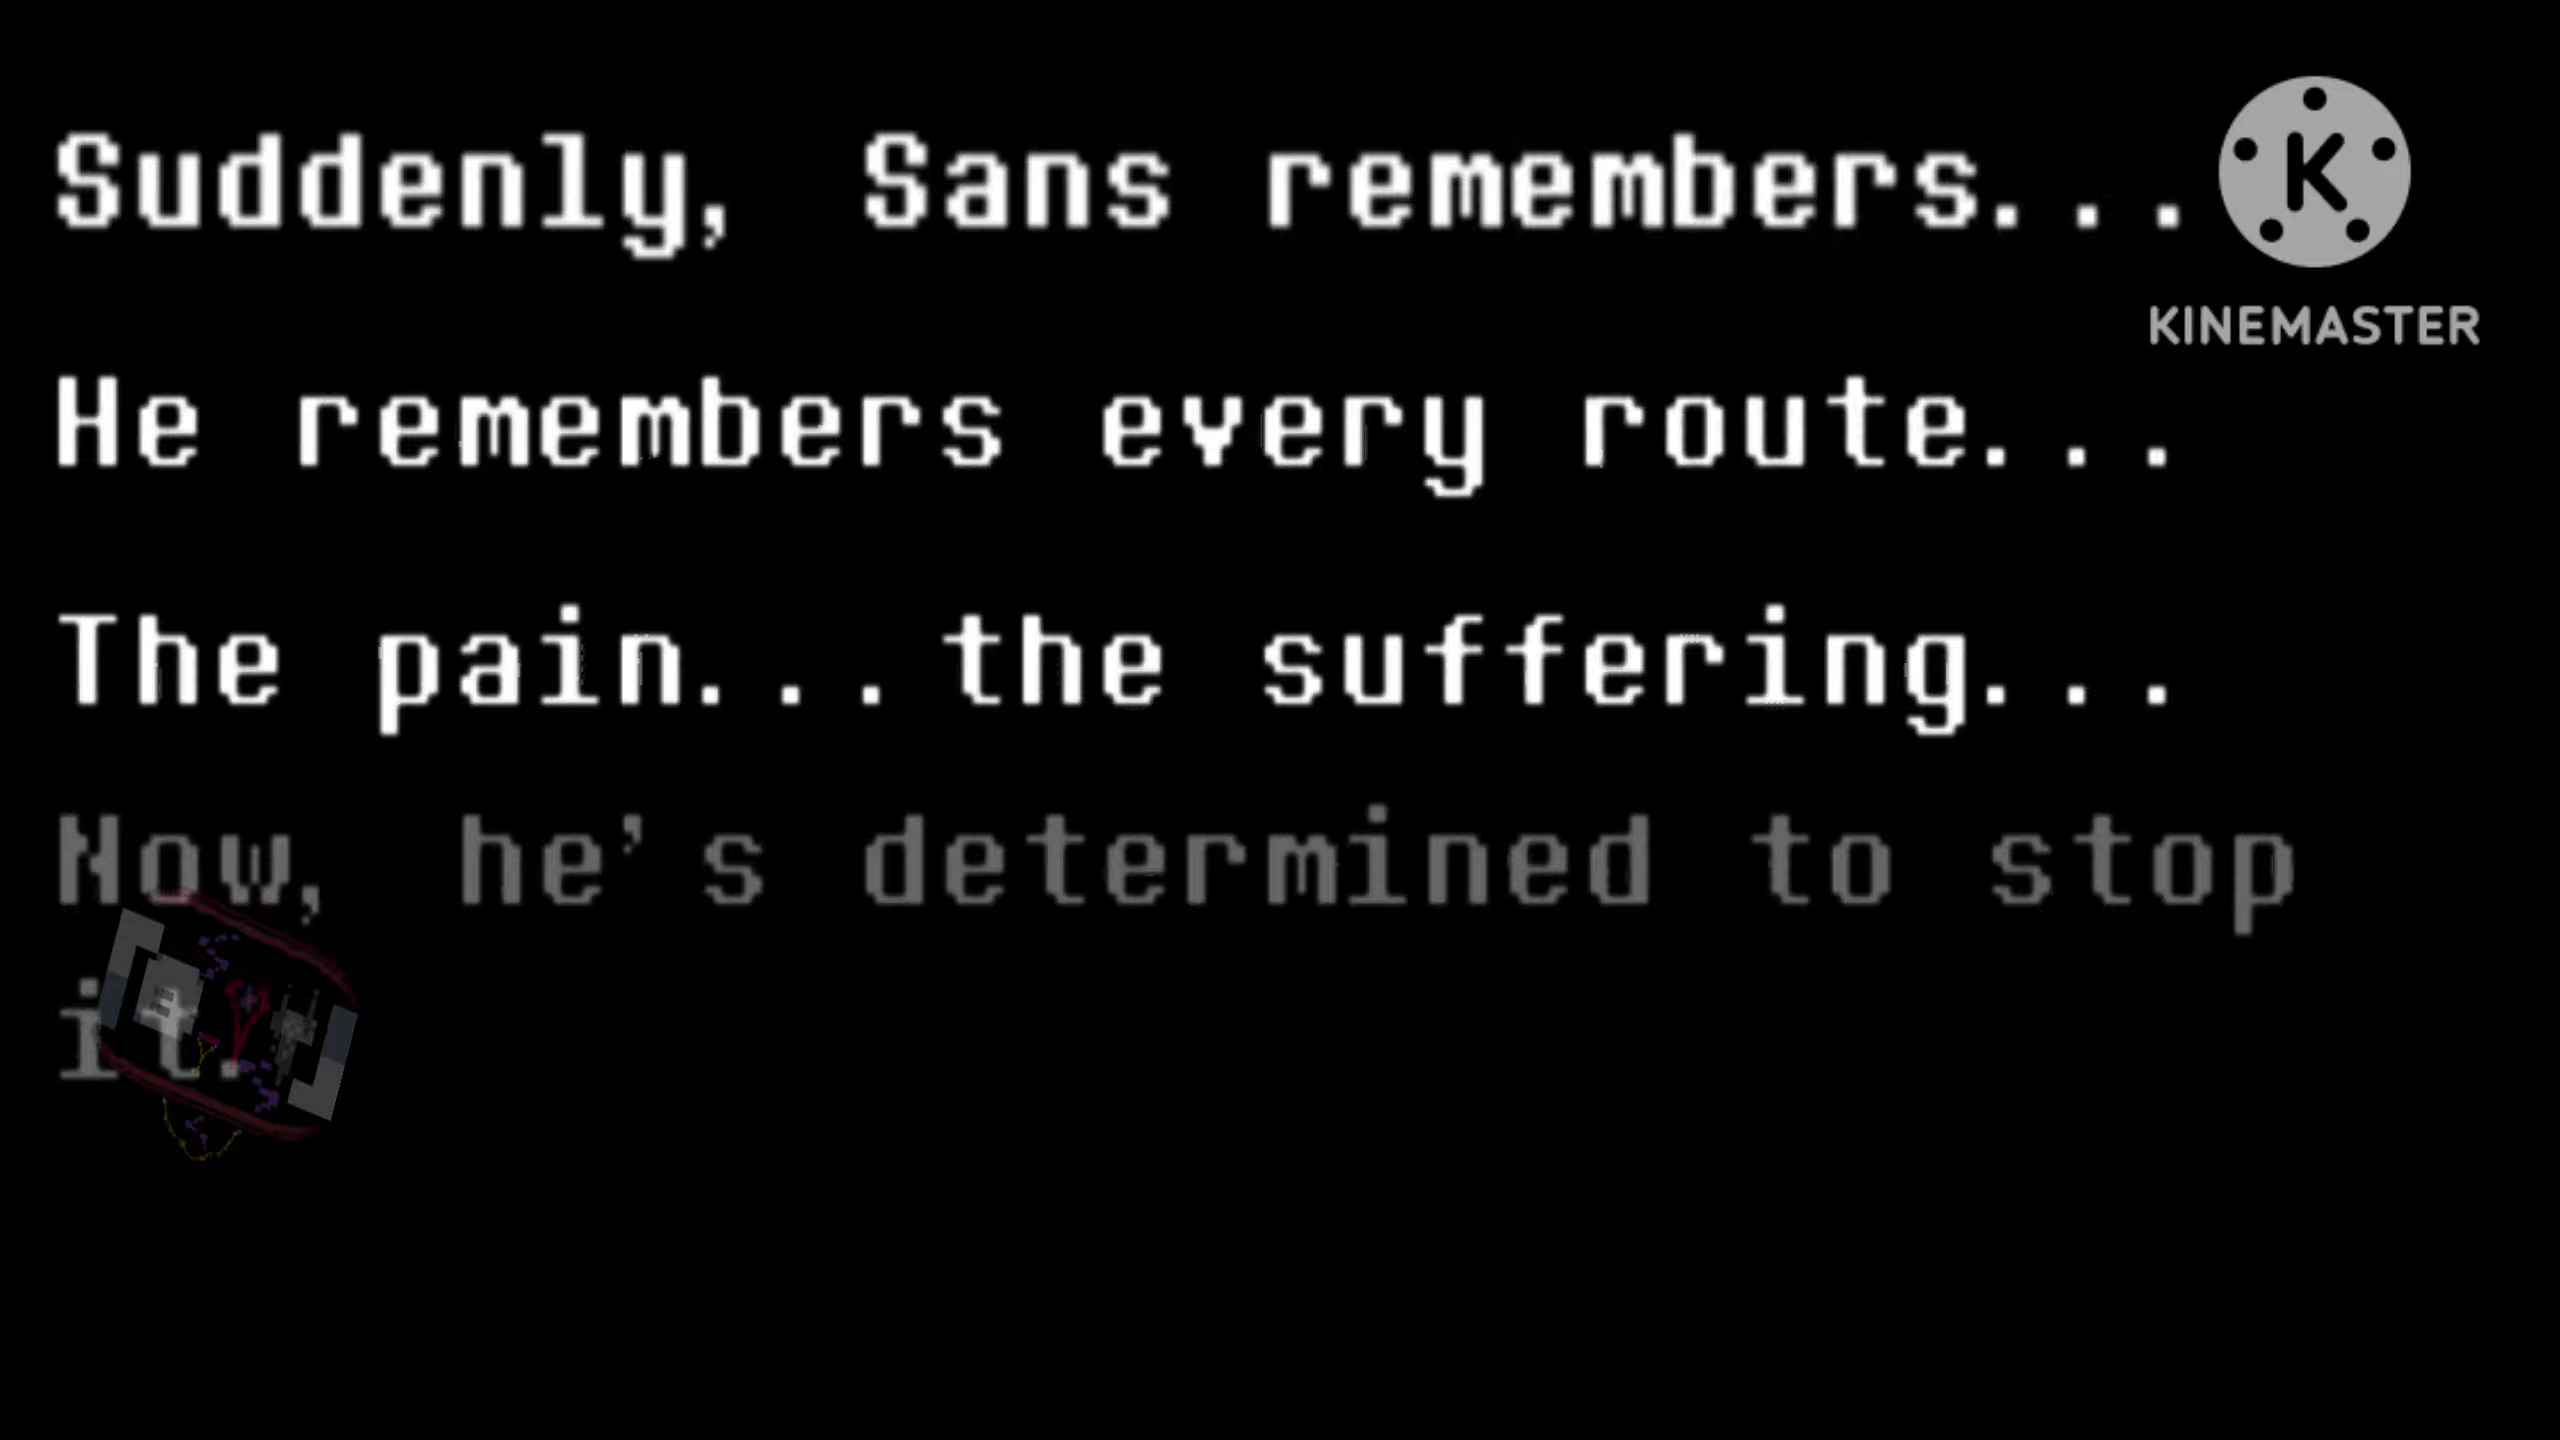 Suddenly, Sans remembers...
K
KINEMASTER
He remembers every route...
The pain...the suffering...
Now, he's determined to stop
it.